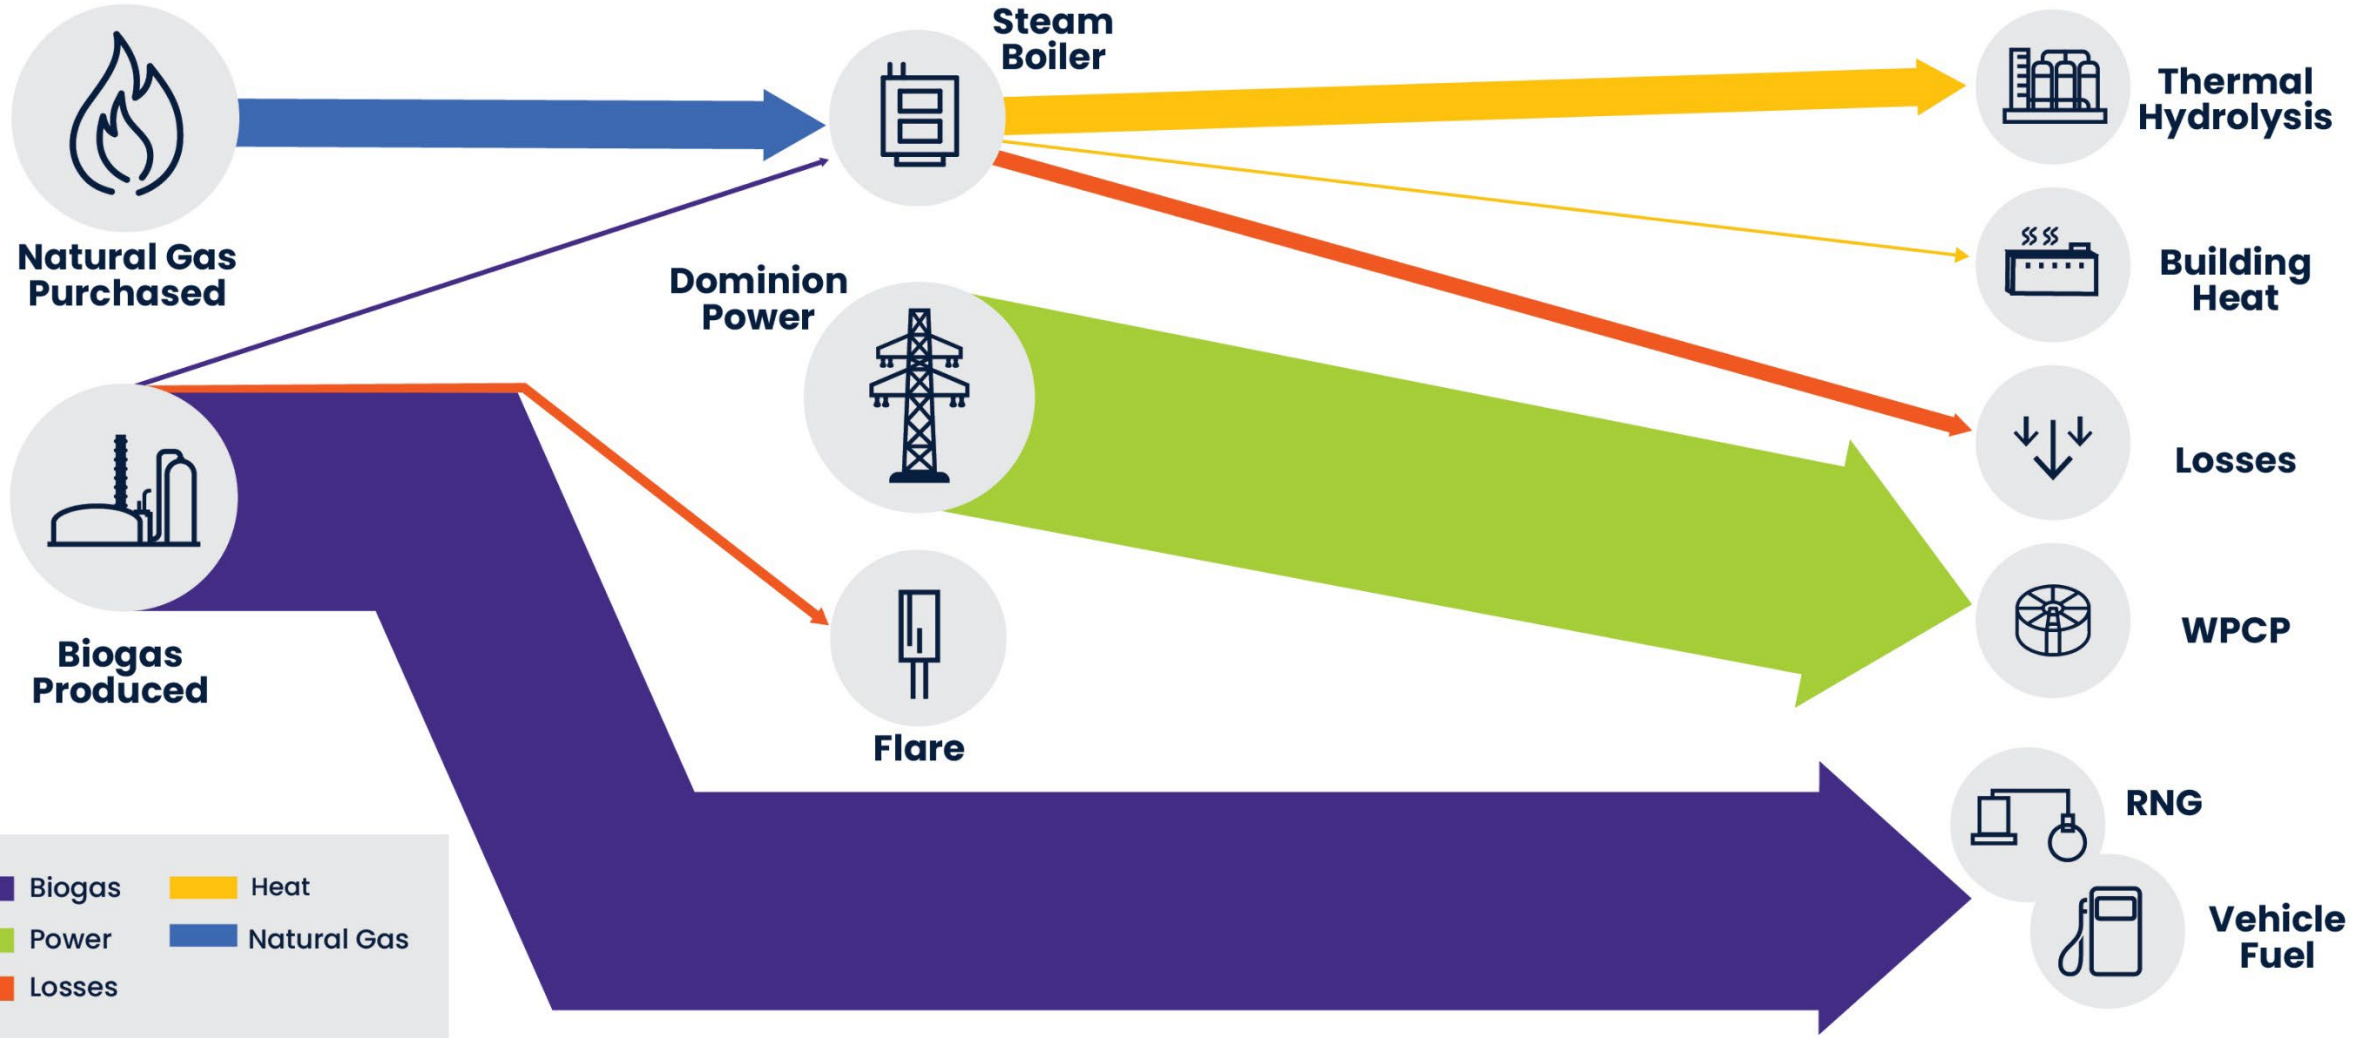 Steam
Boiler
Thermal
Hydrolysis
Natural Gas
Purchased
Dominion
Power
Building
Heat
Losses
Biogas
Produced
WPCP
Flare
RNG
Vehicle
Fuel
Biogas
Heat
Power
Natural Gas
Losses